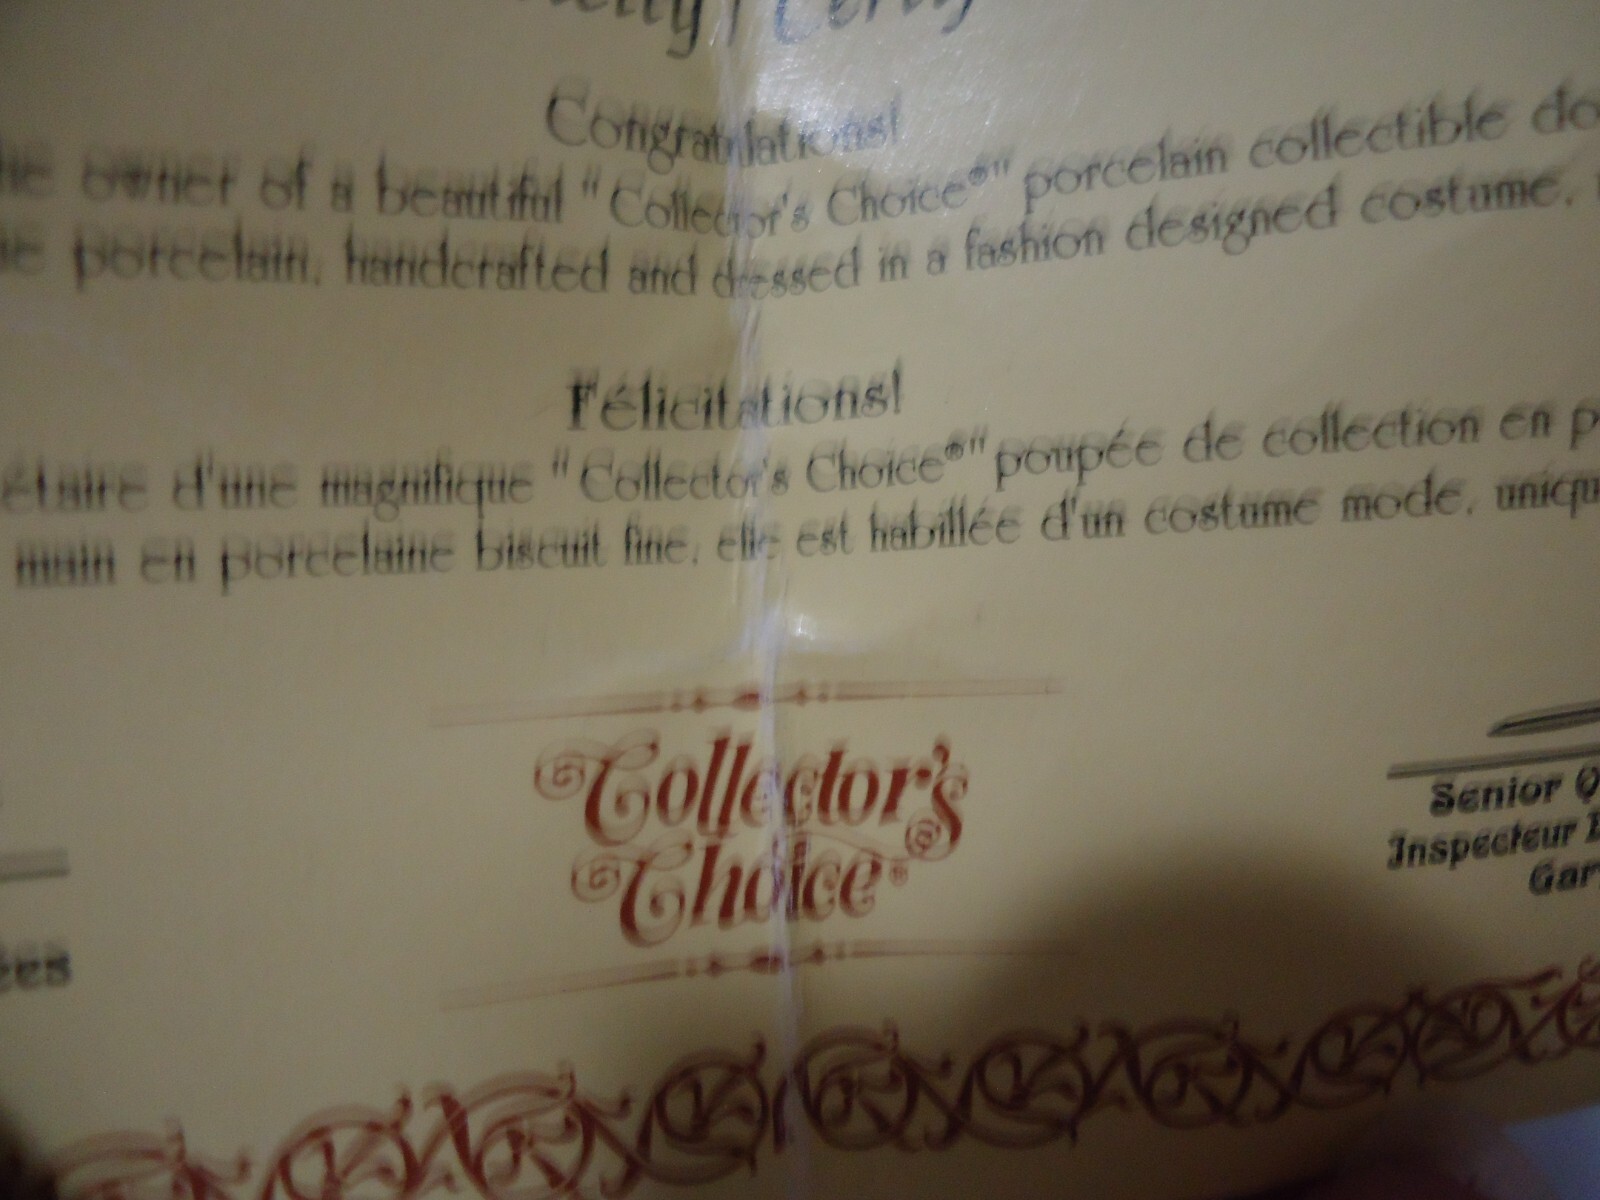 Congratulations!
owner of a beautiful "Collector's Choice®" porcelain collectible
porcelain, handcrafted and dressed in a fashion designed costume,
Félicitations!
d'une magnifique "Collector's Choice®" poupée de collection en
main en porcelaine biscuit fine, elle est habillée d'un costume mode,
Collector's
Choice®
Senior
Inspecteur